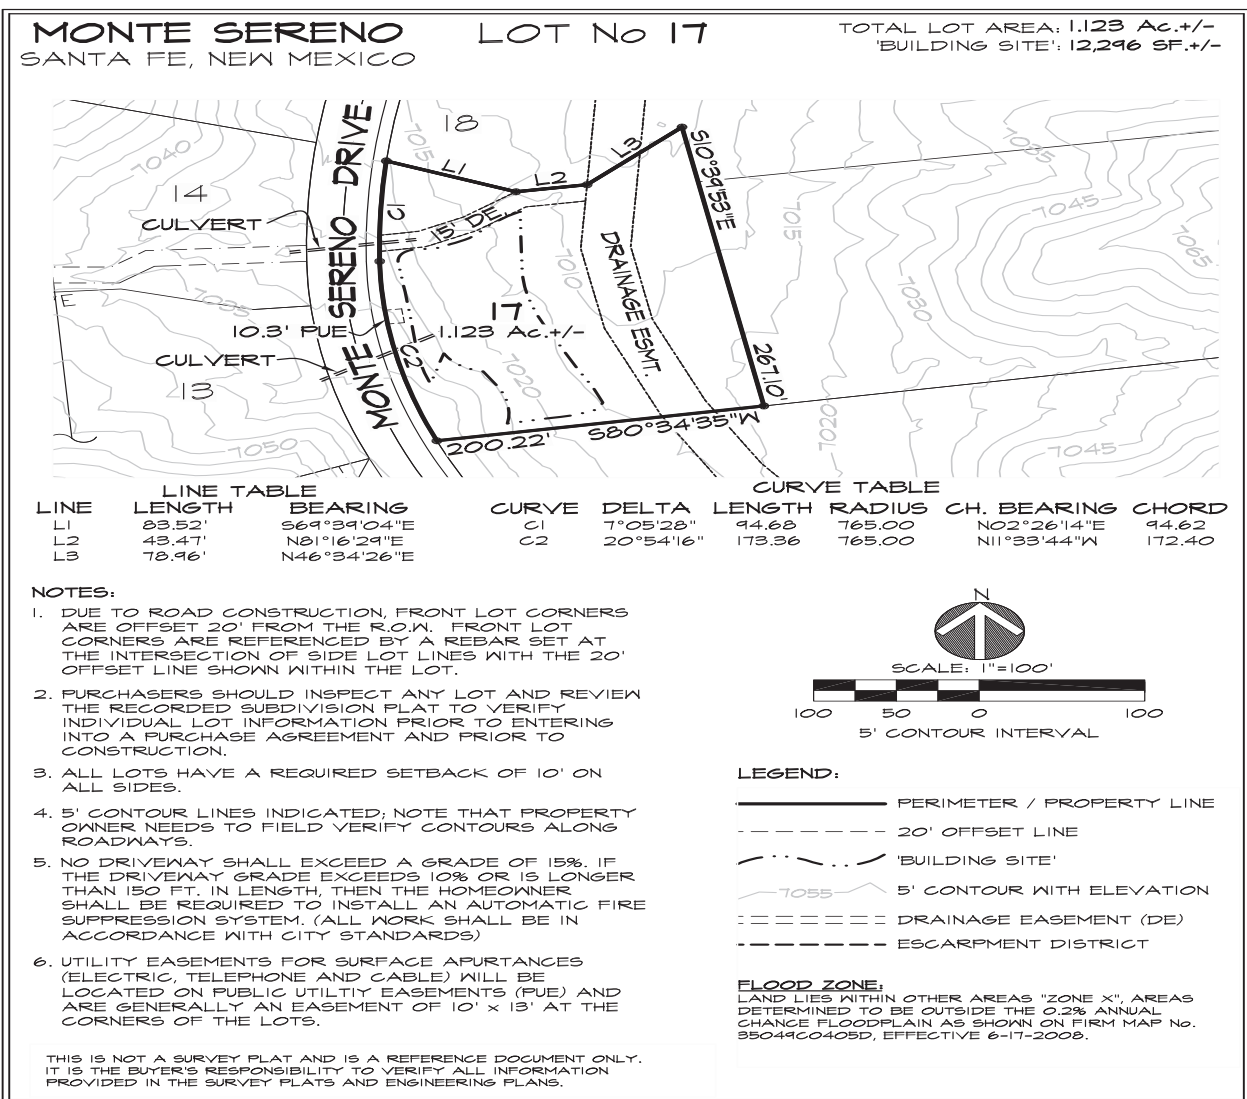 MONTE SERENO
SANTA FE, NEW MEXICO
LOT No 17
TOTAL LOT AREA: 1.123 Ac.+/-
'BUILDING SITE': 12,296 SF.+/-
18
7040
7015
7035
14
L1
L2
L3
S10°39'53"E
CULVERT
C1
15' DE.
7045
7015
7065
MONTE SERENO DRIVE
DRAINAGE ESMT.
7010
7030
E
7035
17
10.3' PUE
1.123 Ac.+/-
CULVERT
C2
7020
267.10'
13
7050
200.22'
S80°34'35"W
7020
7045
LINE TABLE
LINE LENGTH BEARING
L1 83.52' S69°39'04"E
L2 43.47' N81°16'29"E
L3 78.96' N46°34'26"E
CURVE TABLE
CURVE DELTA LENGTH RADIUS CH. BEARING CHORD
C1 7°05'28" 94.68 765.00 N02°26'14"E 94.62
C2 20°54'16" 173.36 765.00 N11°33'44"W 172.40
NOTES:
1. DUE TO ROAD CONSTRUCTION, FRONT LOT CORNERS
ARE OFFSET 20' FROM THE R.O.W. FRONT LOT
CORNERS ARE REFERENCED BY A REBAR SET AT
THE INTERSECTION OF SIDE LOT LINES WITH THE 20'
OFFSET LINE SHOWN WITHIN THE LOT.
2. PURCHASERS SHOULD INSPECT ANY LOT AND REVIEW
THE RECORDED SUBDIVISION PLAT TO VERIFY
INDIVIDUAL LOT INFORMATION PRIOR TO ENTERING
INTO A PURCHASE AGREEMENT AND PRIOR TO
CONSTRUCTION.
3. ALL LOTS HAVE A REQUIRED SETBACK OF 10' ON
ALL SIDES.
4. 5' CONTOUR LINES INDICATED; NOTE THAT PROPERTY
OWNER NEEDS TO FIELD VERIFY CONTOURS ALONG
ROADWAYS.
5. NO DRIVEWAY SHALL EXCEED A GRADE OF 15%. IF
THE DRIVEWAY GRADE EXCEEDS 10% OR IS LONGER
THAN 150 FT. IN LENGTH, THEN THE HOMEOWNER
SHALL BE REQUIRED TO INSTALL AN AUTOMATIC FIRE
SUPPRESSION SYSTEM. (ALL WORK SHALL BE IN
ACCORDANCE WITH CITY STANDARDS)
6. UTILITY EASEMENTS FOR SURFACE APURTANCES
(ELECTRIC, TELEPHONE AND CABLE) WILL BE
LOCATED ON PUBLIC UTILTIY EASEMENTS (PUE) AND
ARE GENERALLY AN EASEMENT OF 10' x 13' AT THE
CORNERS OF THE LOTS.
THIS IS NOT A SURVEY PLAT AND IS A REFERENCE DOCUMENT ONLY.
IT IS THE BUYER'S RESPONSIBILITY TO VERIFY ALL INFORMATION
PROVIDED IN THE SURVEY PLATS AND ENGINEERING PLANS.
N
SCALE: 1"=100'
100 50 0 100
5' CONTOUR INTERVAL
LEGEND:
PERIMETER / PROPERTY LINE
20' OFFSET LINE
'BUILDING SITE'
7055 5' CONTOUR WITH ELEVATION
DRAINAGE EASEMENT (DE)
ESCARPMENT DISTRICT
FLOOD ZONE:
LAND LIES WITHIN OTHER AREAS "ZONE X", AREAS
DETERMINED TO BE OUTSIDE THE 0.2% ANNUAL
CHANCE FLOODPLAIN AS SHOWN ON FIRM MAP No.
35049C0405D, EFFECTIVE 6-17-2008.